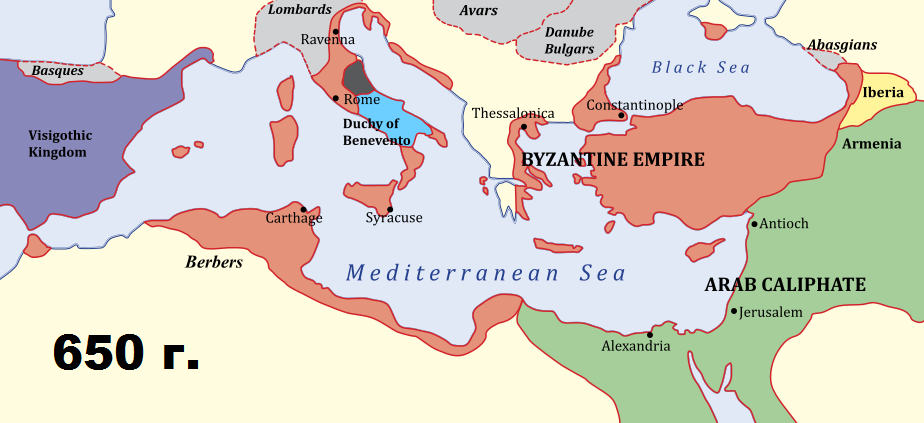 Lombards
Avars
Ravenna
Danube
Bulgars
Abasgians
Basques
Black Sea
Iberia
Rome
Thessalonica
Constantinople
Visigothic
Kingdom
Duchy of
Benevento
Armenia
BYZANTINE EMPIRE
Carthage
Syracuse
Antioch
Berbers
Mediterranean Sea
ARAB CALIPHATE
Jerusalem
Alexandria
650 г.